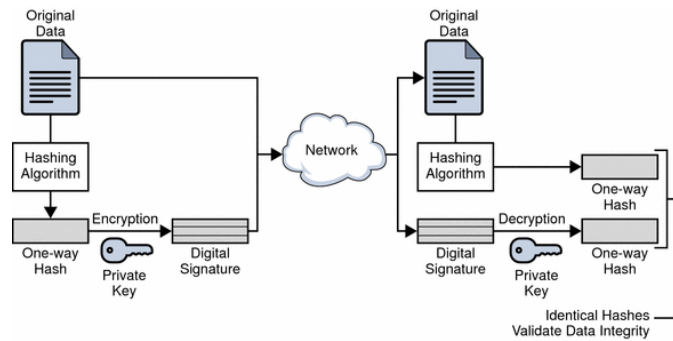 Original
Data
Hashing
Algorithm
One-way
Hash
Encryption
Private
Key
Digital
Signature
Network
Original
Data
Hashing
Algorithm
One-way
Hash
Digital
Signature
Decryption
Private
Key
One-way
Hash
Identical Hashes
Validate Data Integrity